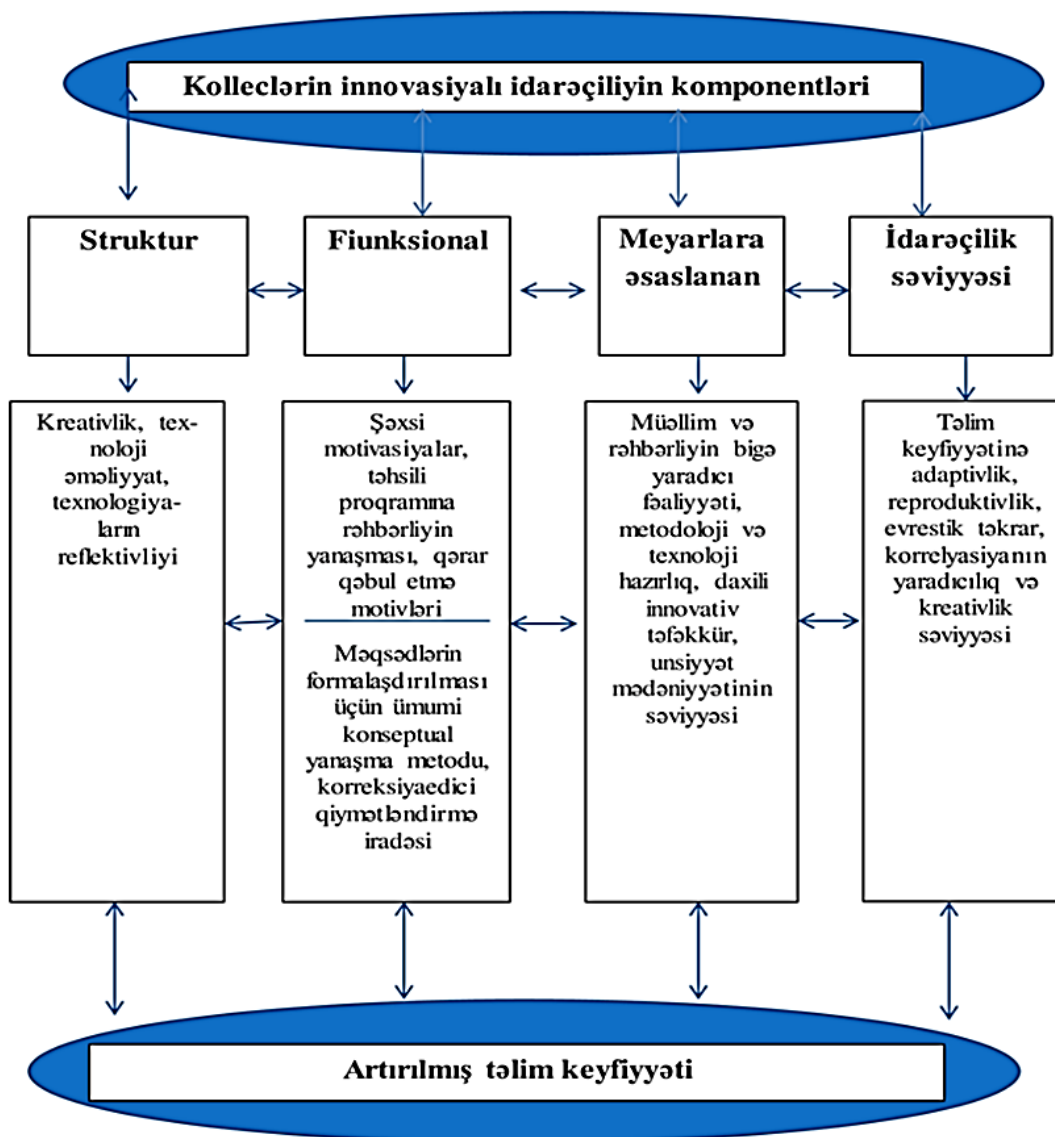 Kolleclərin innovasiyalı idarəçiliyin komponentləri
Struktur
Fiunksional
Meyarlara
əsaslanan
İdarəçilik
səviyyəsi
Kreativlik, tex-
noloji
əməliyyat,
texnologiya-
ların
reflektivliyi
Şəxsi
motivasiyalar,
təhsili
proqramına
rəhbərliyin
yanaşması, qərar
qəbul etmə
motivləri
Məqsədlərin
formalaşdırılması
üçün ümumi
konseptual
yanaşma metodu,
korreksiyaedici
qiymətləndirmə
iradəsi
Müəllim və
rəhbərliyin bigə
yaradıcı
fəaliyyəti,
metodoloji və
texnoloji
hazırlıq, daxili
innovativ
təfəkkür,
unsiyyət
mədəniyyətinin
səviyyəsi
Təlim
keyfiyyətinə
adaptivlik,
reproduktivlik,
evrestik təkrar,
korrelyasiyanın
yaradıcılıq və
kreativlik
səviyyəsi
Artırılmış təlim keyfiyyəti